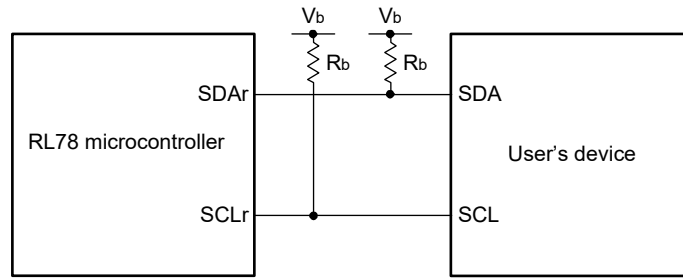 Vb Vb
Rb Rb
SDAr SDA
RL78 microcontroller User's device
SCLr SCL